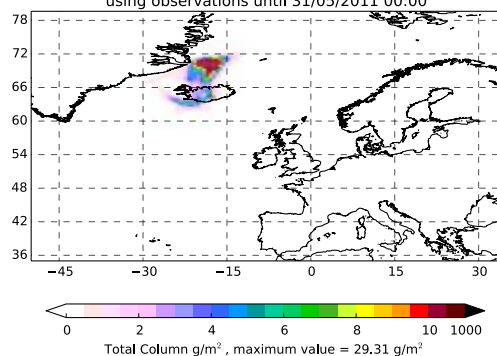 using observations until 31/05/2011 00:00
78
72
66
60
54
48
42
36
−45 −30 −15 0 15 30
0 2 4 6 8 10 1000
Total Column g/m² , maximum value = 29.31 g/m²